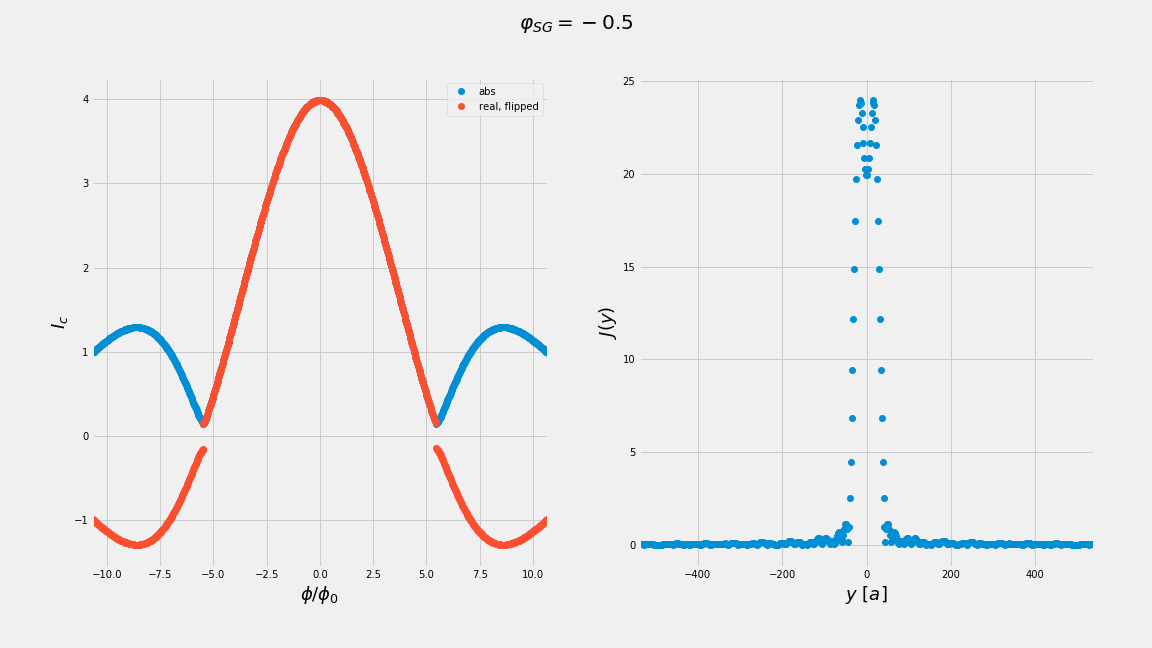 φ_SG = −0.5
abs
real, flipped
4
3
2
1
0
−1
I_c
−10.0 −7.5 −5.0 −2.5 0.0 2.5 5.0 7.5 10.0
ϕ/ϕ_0
25
20
15
10
5
0
J(y)
−400 −200 0 200 400
y [a]